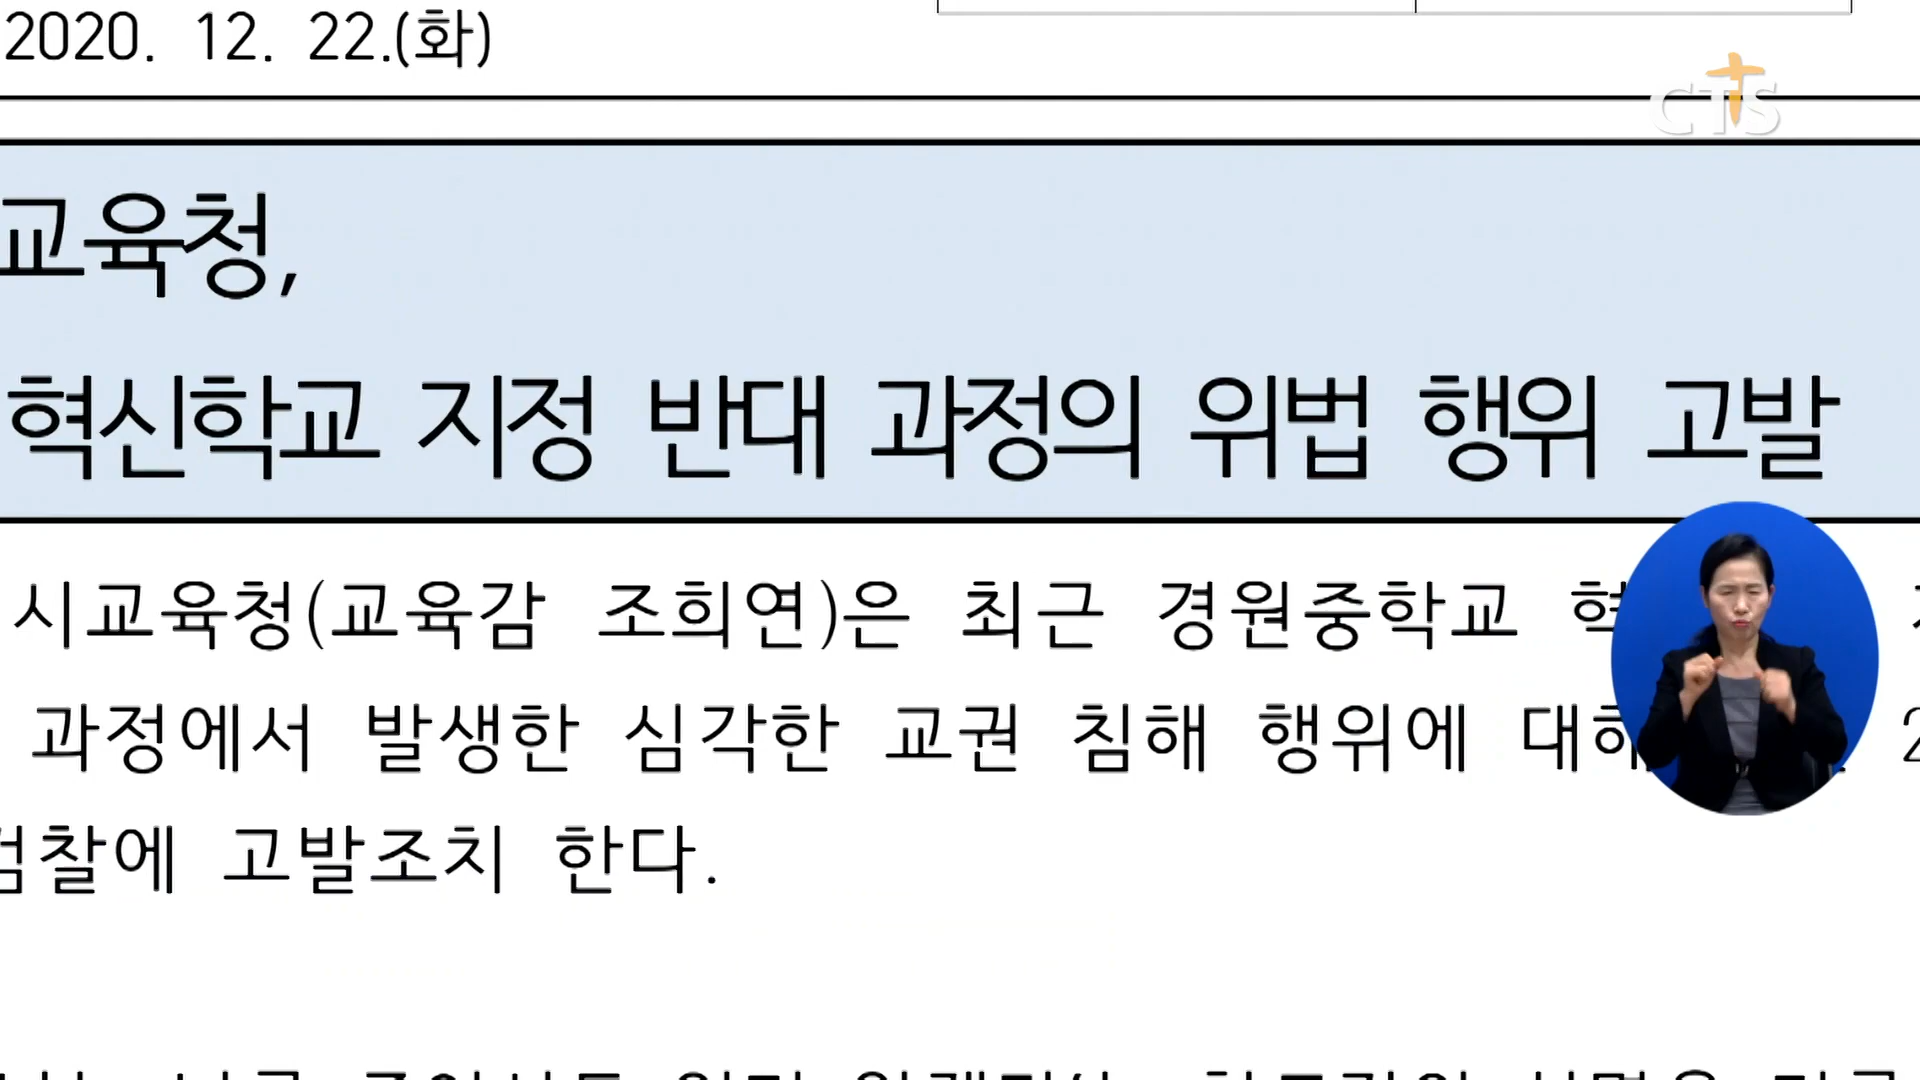 2020. 12. 22.(화)
CTS
교육청,
혁신학교 지정 반대 과정의 위법 행위 고발
시교육청(교육감 조희연)은 최근 경원중학교
과정에서 발생한 심각한 교권 침해 행위에
검찰에 고발조치 한다.